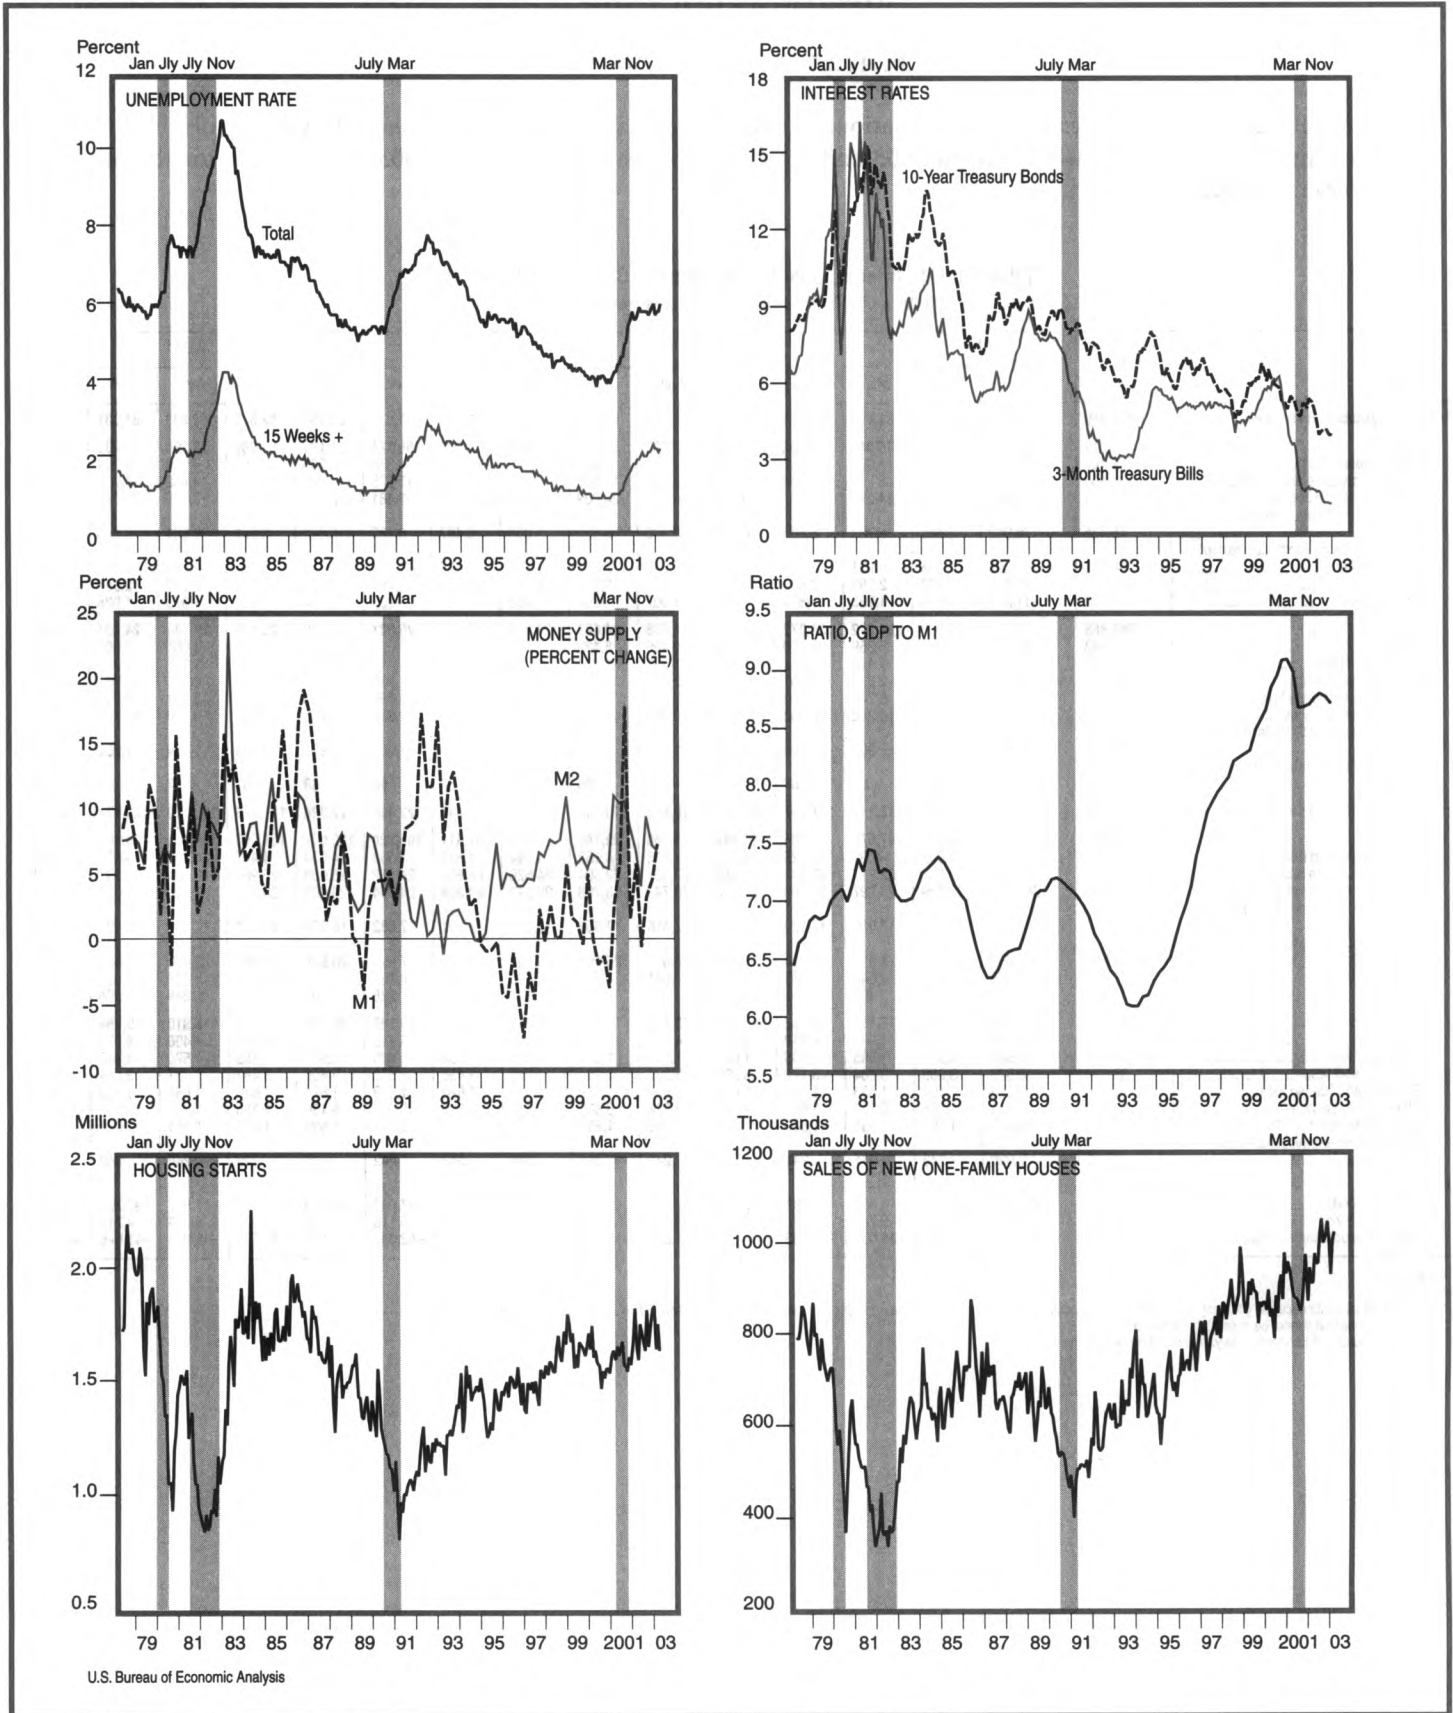 Percent
Jan Jly Jly Nov July Mar Mar Nov
UNEMPLOYMENT RATE
12
10
8
6
4
2
0
Total
15 Weeks +
79 81 83 85 87 89 91 93 95 97 99 2001 03
Percent
Jan Jly Jly Nov July Mar Mar Nov
INTEREST RATES
18
15
12
9
6
3
0
10-Year Treasury Bonds
3-Month Treasury Bills
79 81 83 85 87 89 91 93 95 97 99 2001 03
Percent
Jan Jly Jly Nov July Mar Mar Nov
MONEY SUPPLY
(PERCENT CHANGE)
25
20
15
10
5
0
-5
-10
M2
M1
79 81 83 85 87 89 91 93 95 97 99 2001 03
Ratio
Jan Jly Jly Nov July Mar Mar Nov
RATIO, GDP TO M1
9.5
9.0
8.5
8.0
7.5
7.0
6.5
6.0
5.5
79 81 83 85 87 89 91 93 95 97 99 2001 03
Millions
Jan Jly Jly Nov July Mar Mar Nov
HOUSING STARTS
2.5
2.0
1.5
1.0
0.5
79 81 83 85 87 89 91 93 95 97 99 2001 03
Thousands
Jan Jly Jly Nov July Mar Mar Nov
SALES OF NEW ONE-FAMILY HOUSES
1200
1000
800
600
400
200
79 81 83 85 87 89 91 93 95 97 99 2001 03
U.S. Bureau of Economic Analysis